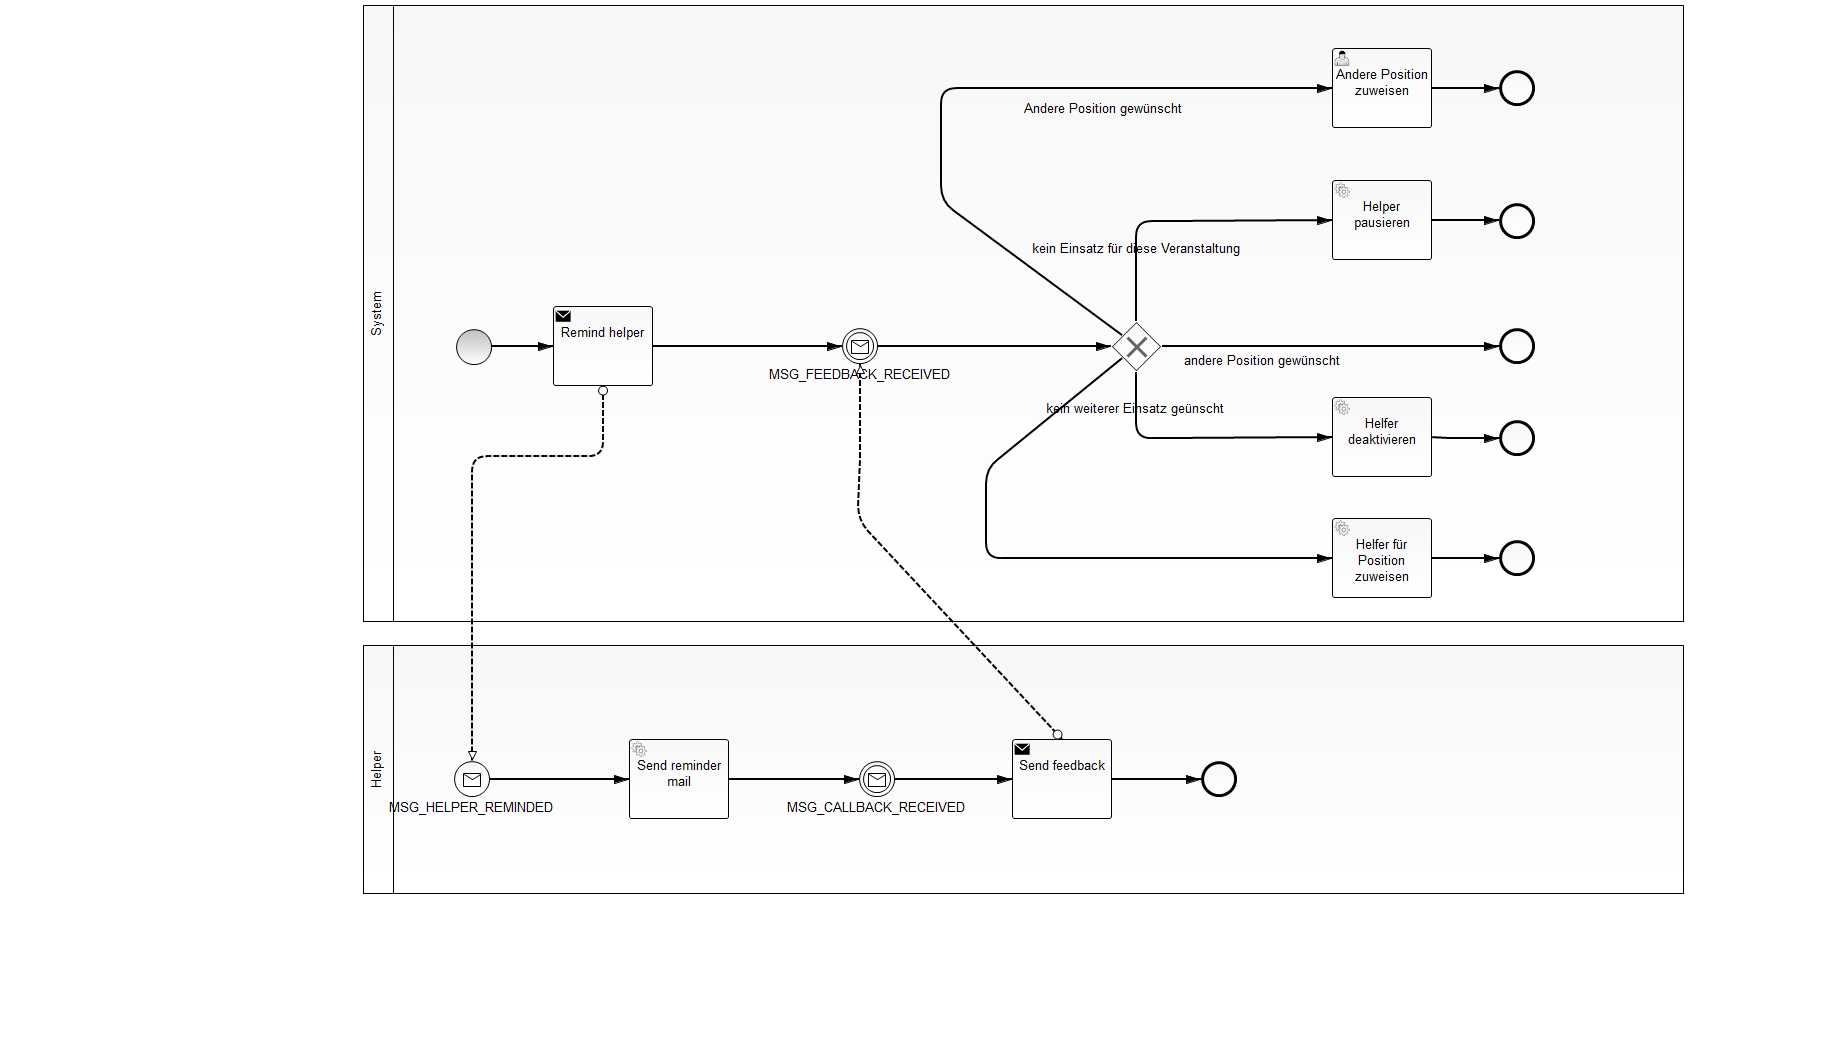 Andere Position
zuweisen
Andere Position gewünscht
Helper
pausieren
kein Einsatz für diese Veranstaltung
System
Remind helper
MSG_FEEDBACK_RECEIVED
andere Position gewünscht
kein weiterer Einsatz geünscht
Helfer
deaktivieren
Helfer für
Position
zuweisen
Helper
MSG_HELPER_REMINDED
Send reminder
mail
MSG_CALLBACK_RECEIVED
Send feedback